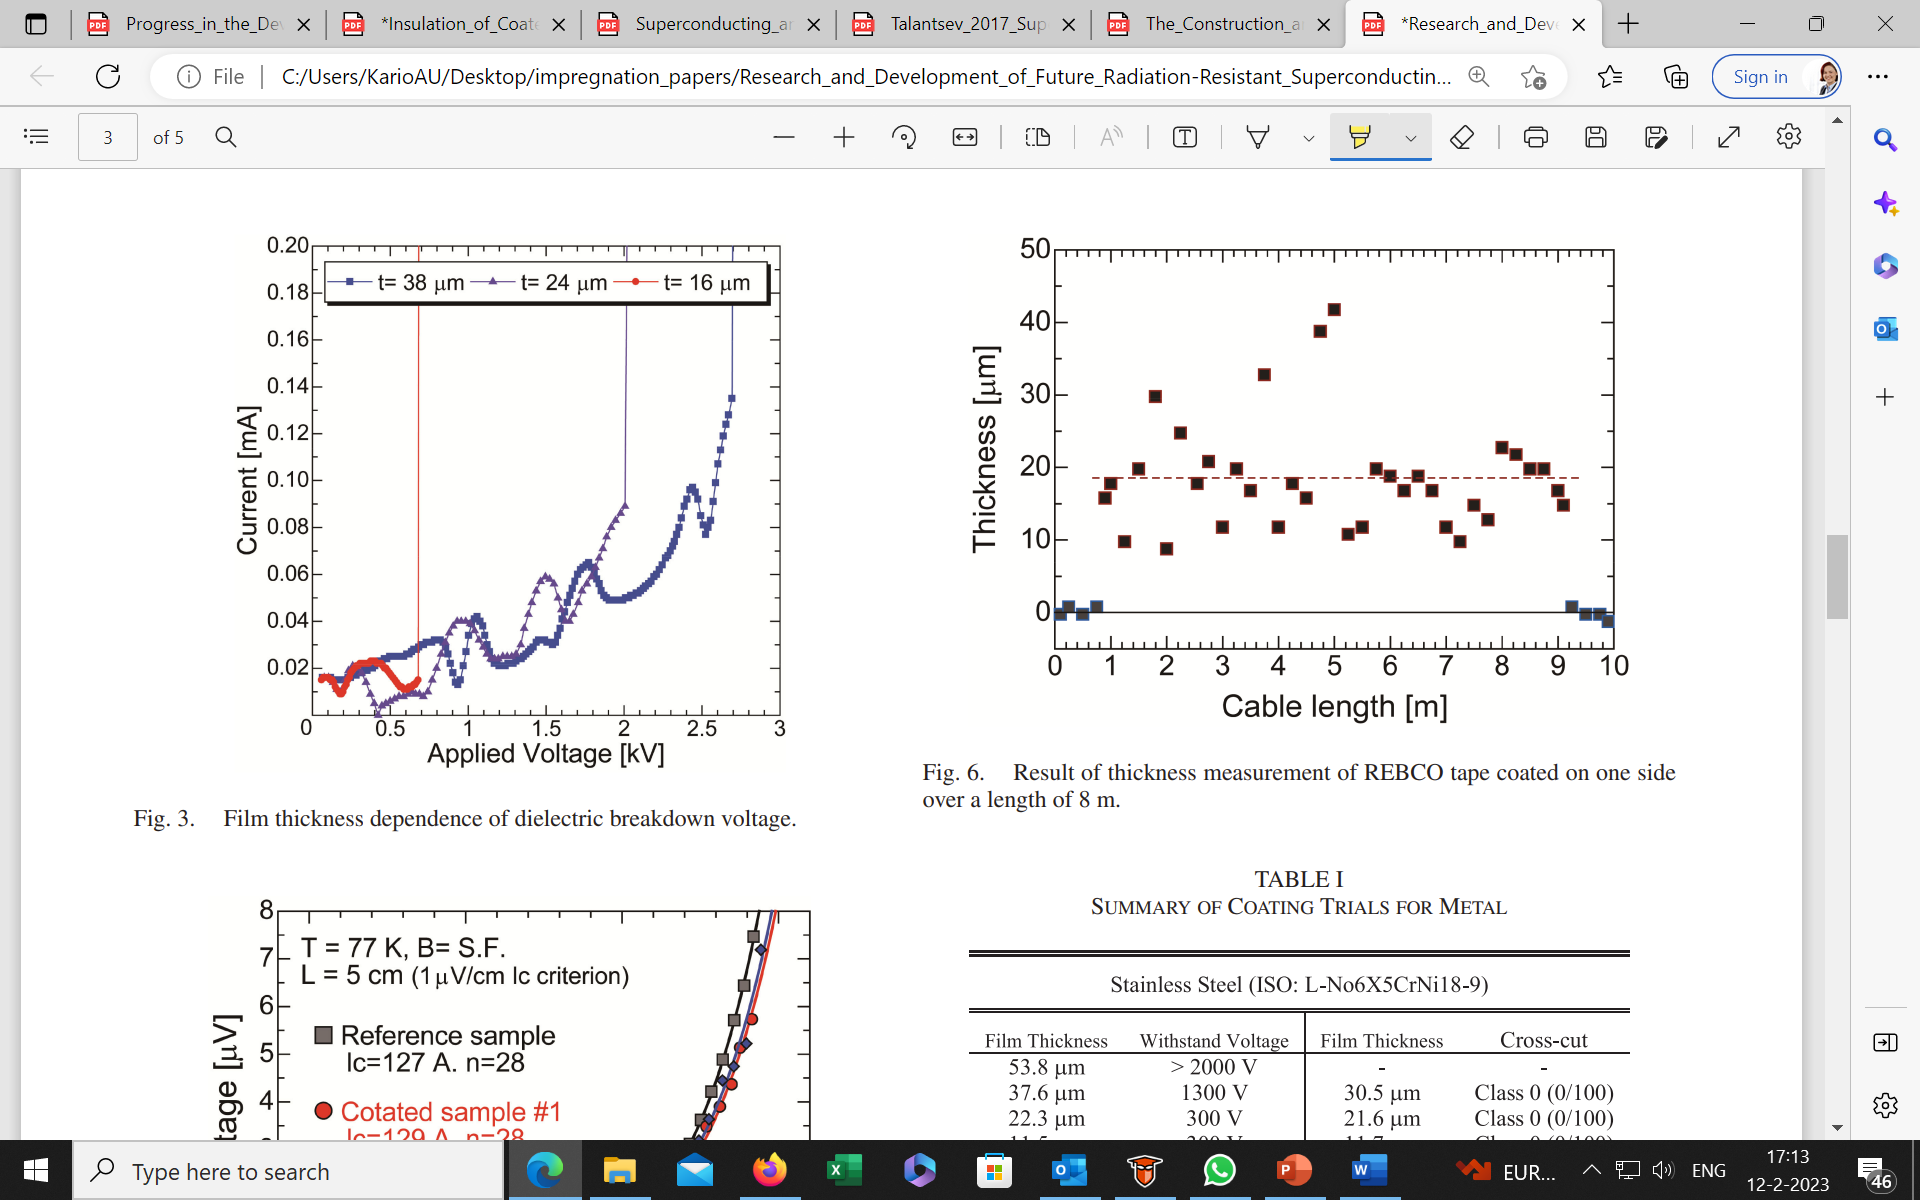 Progress_in_the_Dev
*Insulation_of_Coate
Superconducting_an
Talantsev_2017_Sup
The_Construction_a
*Research_and_Deve
File
C:/Users/KarioAU/Desktop/impregnation_papers/Research_and_Development_of_Future_Radiation-Resistant_Superconductin...
Sign in
3 of 5
0.20
t= 38 μm t= 24 μm t= 16 μm
0.18
0.16
0.14
0.12
0.10
0.08
0.06
0.04
0.02
Current [mA]
0 0.5 1 1.5 2 2.5 3
Applied Voltage [kV]
Fig. 3. Film thickness dependence of dielectric breakdown voltage.
8
7
6
5
4
tage [μV]
T = 77 K, B= S.F.
L = 5 cm (1μV/cm Ic criterion)
Reference sample
Ic=127 A. n=28
Cotated sample #1
Ic=129 A n=28
50
40
30
20
10
0
Thickness [μm]
0 1 2 3 4 5 6 7 8 9 10
Cable length [m]
Fig. 6. Result of thickness measurement of REBCO tape coated on one side
over a length of 8 m.
TABLE I
SUMMARY OF COATING TRIALS FOR METAL
Stainless Steel (ISO: L-No6X5CrNi18-9)
Film Thickness Withstand Voltage Film Thickness Cross-cut
53.8 μm > 2000 V - -
37.6 μm 1300 V 30.5 μm Class 0 (0/100)
22.3 μm 300 V 21.6 μm Class 0 (0/100)
Type here to search
EUR...
ENG
17:13
12-2-2023
46